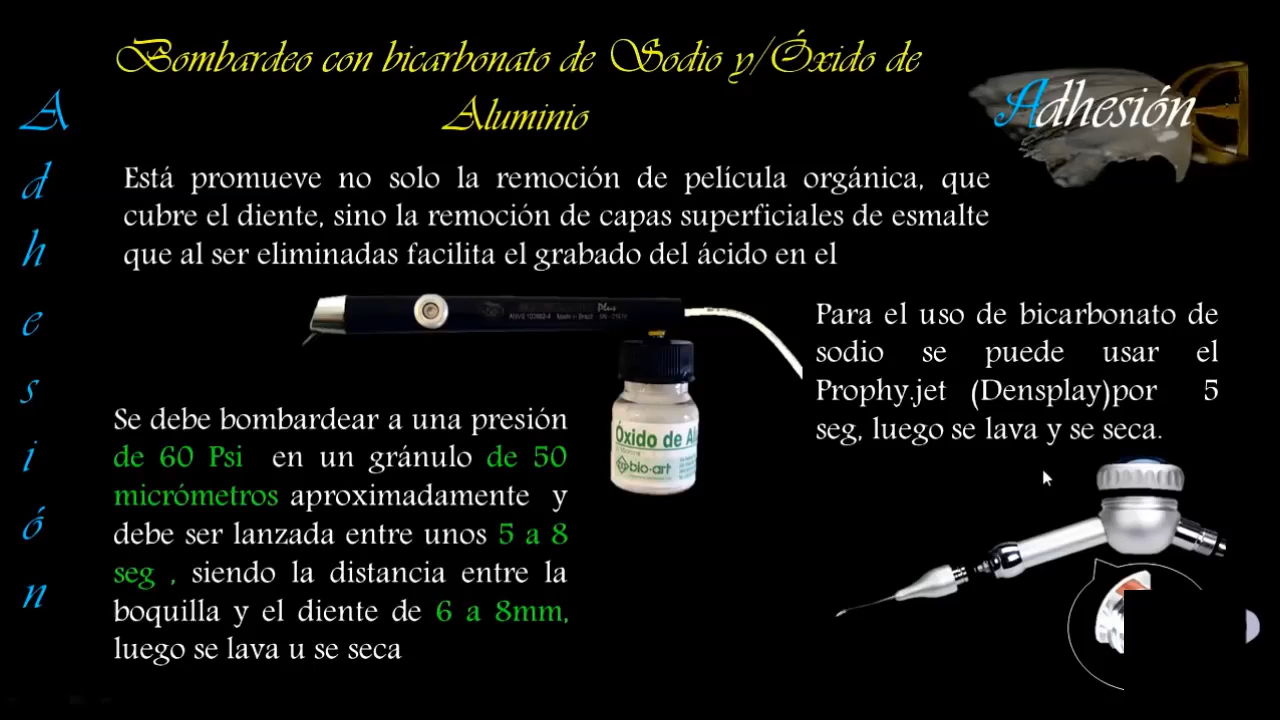 Bombardeo con bicarbonato de Sodio y/Óxido de
Aluminio
Adhesión
Adhesión
Está promueve no solo la remoción de película orgánica, que
cubre el diente, sino la remoción de capas superficiales de esmalte
que al ser eliminadas facilita el grabado del ácido en el
Plus
Para el uso de bicarbonato de
sodio se puede usar el
Prophy.jet (Densplay)por 5
seg, luego se lava y se seca.
Óxido de Al
bio-art
Se debe bombardear a una presión
de 60 Psi en un gránulo de 50
micrómetros aproximadamente y
debe ser lanzada entre unos 5 a 8
seg , siendo la distancia entre la
boquilla y el diente de 6 a 8mm,
luego se lava u se seca